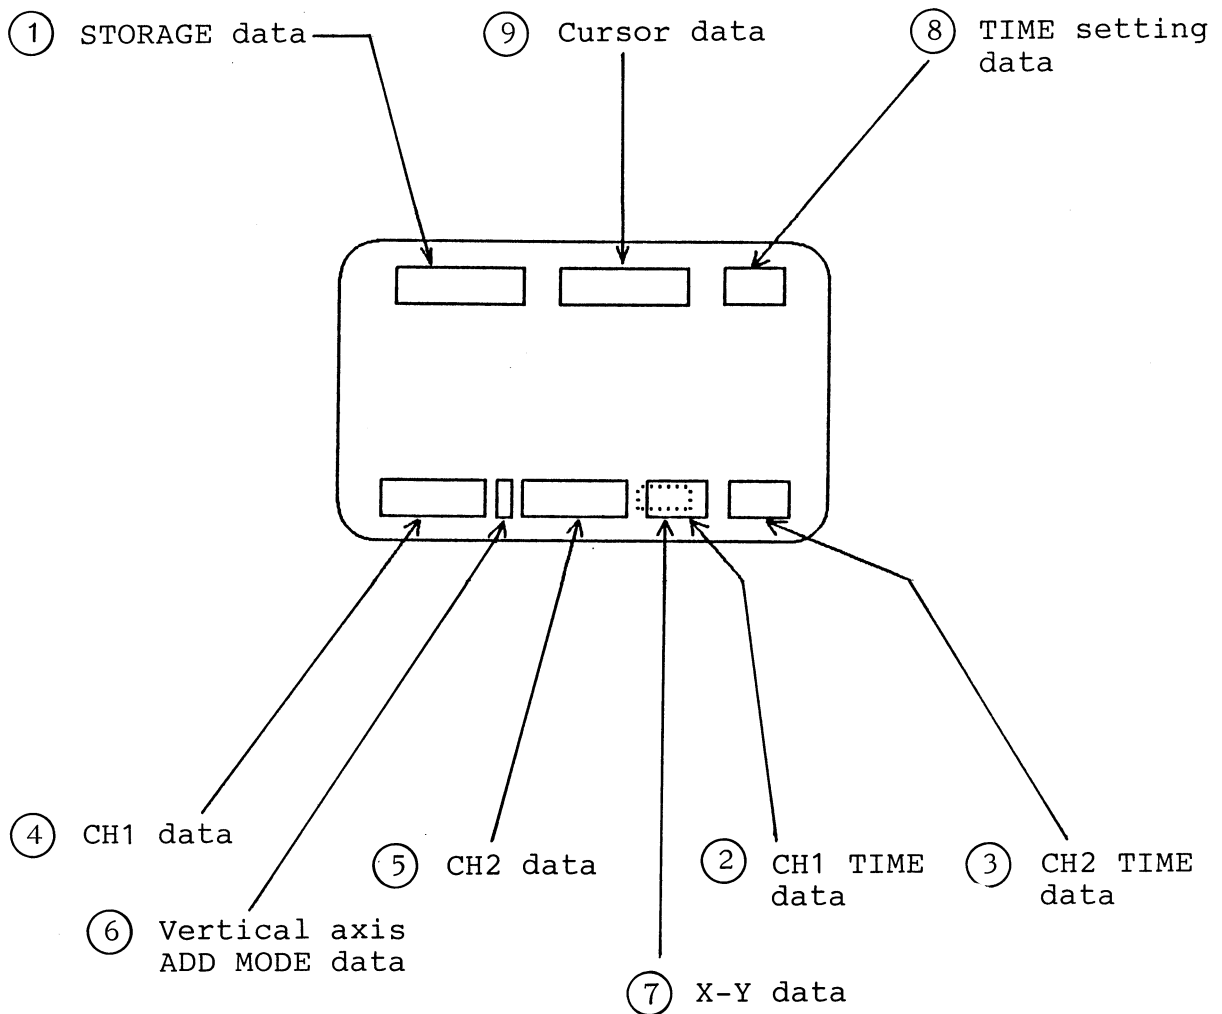 ① STORAGE data
⑨ Cursor data
⑧ TIME setting
data
④ CH1 data
⑤ CH2 data
② CH1 TIME
data
③ CH2 TIME
data
⑥ Vertical axis
ADD MODE data
⑦ X-Y data